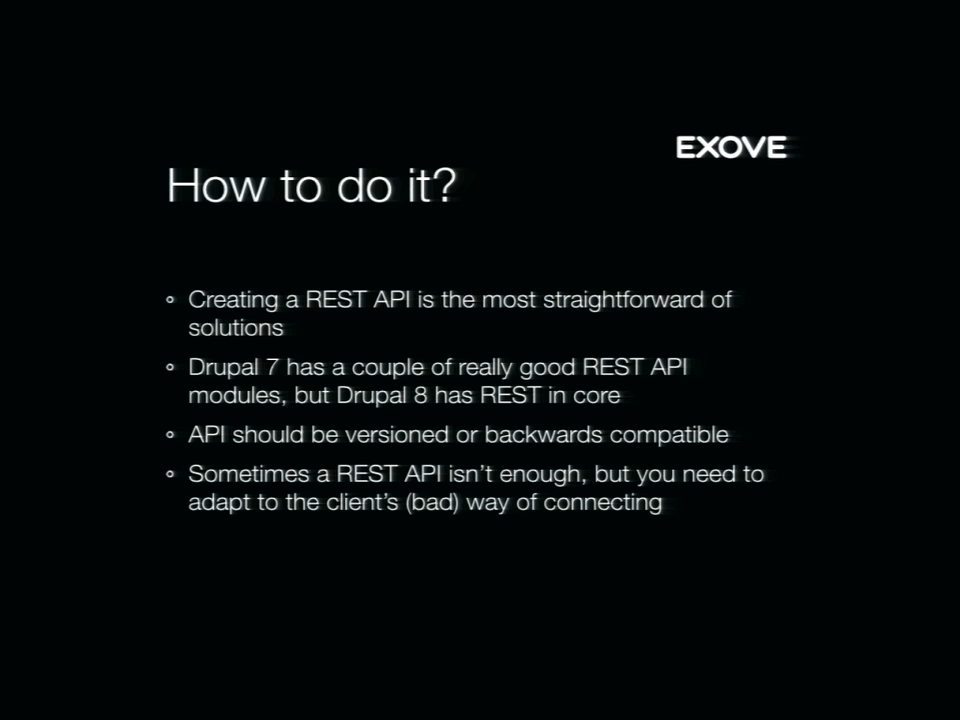 EXOVE
How to do it?
Creating a REST API is the most straightforward of
solutions
Drupal 7 has a couple of really good REST API
modules, but Drupal 8 has REST in core
API should be versioned or backwards compatible
Sometimes a REST API isn't enough, but you need to
adapt to the client's (bad) way of connecting